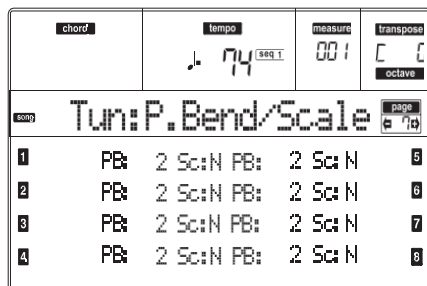 chord tempo measure transpose
♩. 74 seq 1 001 [ 0
octave
song Tun:P.Bend/Scale page 7
1 PB: 2 Sc:N PB: 2 Sc:N 5
2 PB: 2 Sc:N PB: 2 Sc:N 6
3 PB: 2 Sc:N PB: 2 Sc:N 7
4 PB: 2 Sc:N PB: 2 Sc:N 8